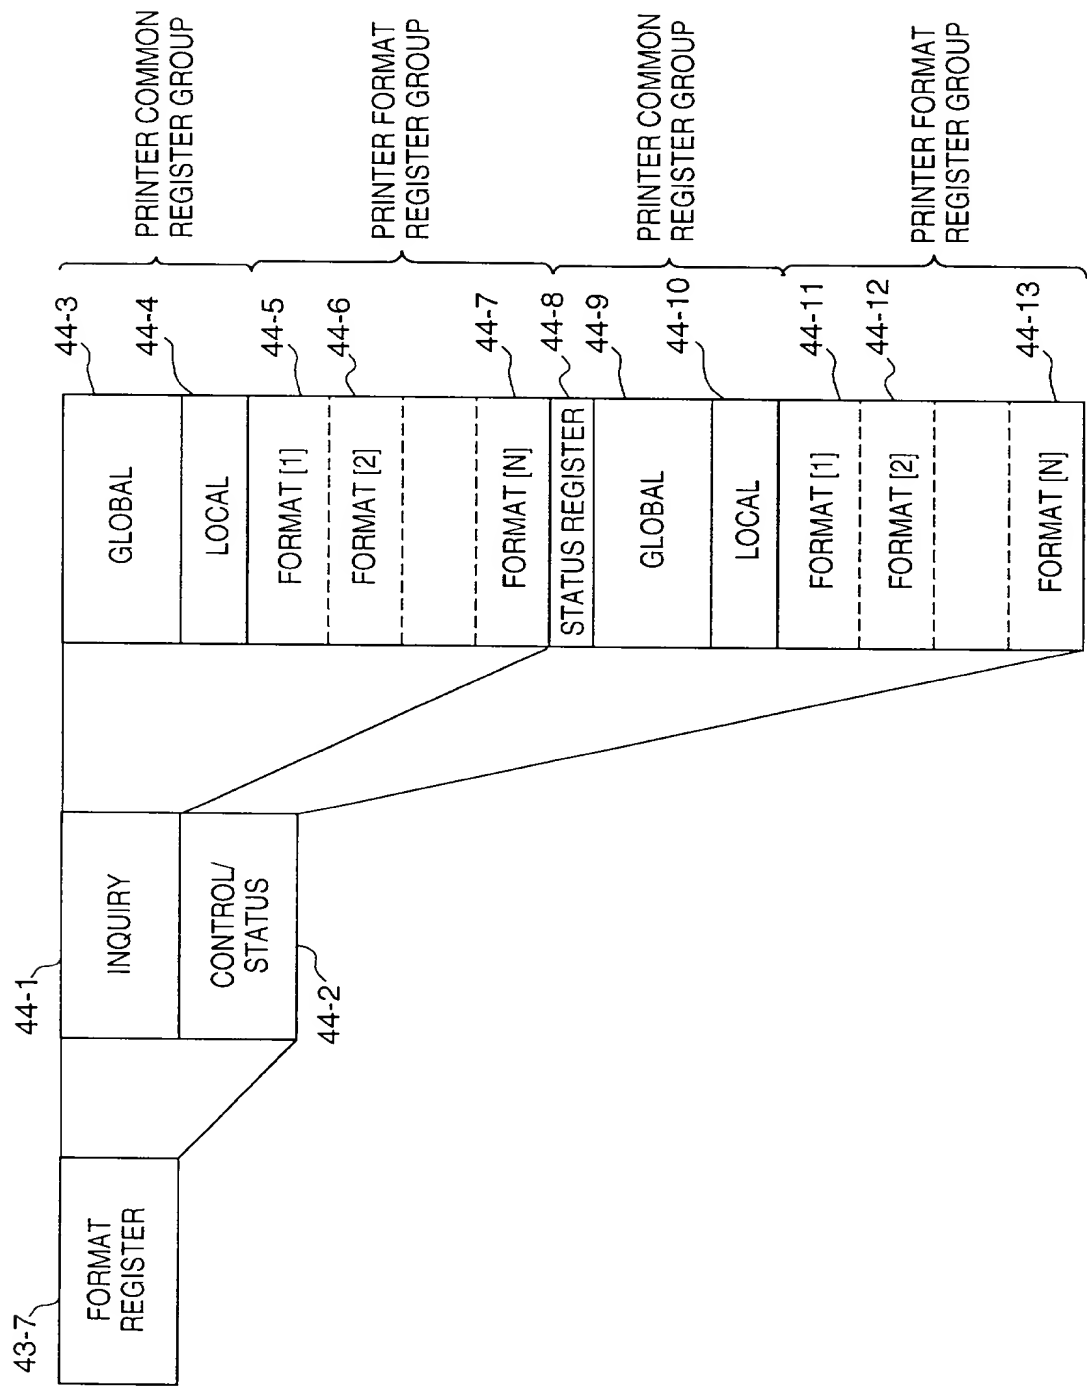 43-7
FORMAT
REGISTER
44-1
INQUIRY
CONTROL/
STATUS
44-2
GLOBAL
LOCAL
FORMAT [1]
FORMAT [2]
FORMAT [N]
STATUS REGISTER
GLOBAL
LOCAL
FORMAT [1]
FORMAT [2]
FORMAT [N]
44-3
44-4
44-5
44-6
44-7
44-8
44-9
44-10
44-11
44-12
44-13
PRINTER COMMON
REGISTER GROUP
PRINTER FORMAT
REGISTER GROUP
PRINTER COMMON
REGISTER GROUP
PRINTER FORMAT
REGISTER GROUP